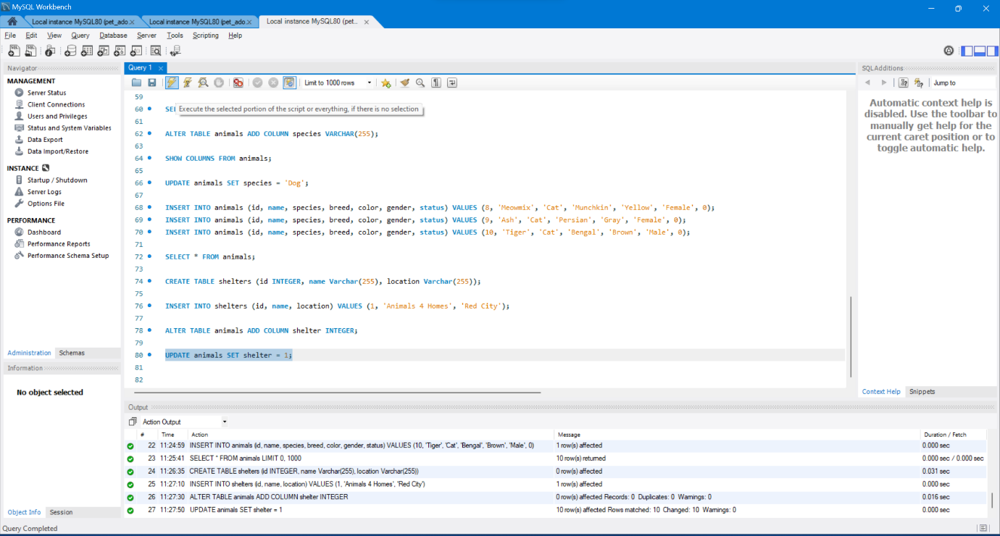 MySQL Workbench
Local instance MySQL80 (pet_ado.. x
Local instance MySQL80 (pet_ado.. x
Local instance MySQL80 (pet... x
File Edit View Query Database Server Tools Scripting Help
Navigator
MANAGEMENT
Server Status
Client Connections
Users and Privileges
Status and System Variables
Data Export
Data Import/Restore
INSTANCE
Startup / Shutdown
Server Logs
Options File
PERFORMANCE
Dashboard
Performance Reports
Performance Schema Setup
Administration Schemas
Information
No object selected
Object Info Session
Query 1 x
Limit to 1000 rows
59
60 SEL
Execute the selected portion of the script or everything, if there is no selection
61
62 ALTER TABLE animals ADD COLUMN species VARCHAR(255);
63
64 SHOW COLUMNS FROM animals;
65
66 UPDATE animals SET species = 'Dog';
67
68 INSERT INTO animals (id, name, species, breed, color, gender, status) VALUES (8, 'Meowmix', 'Cat', 'Munchkin', 'Yellow', 'Female', 0);
69 INSERT INTO animals (id, name, species, breed, color, gender, status) VALUES (9, 'Ash', 'Cat', 'Persian', 'Gray', 'Female', 0);
70 INSERT INTO animals (id, name, species, breed, color, gender, status) VALUES (10, 'Tiger', 'Cat', 'Bengal', 'Brown', 'Male', 0);
71
72 SELECT * FROM animals;
73
74 CREATE TABLE shelters (id INTEGER, name Varchar(255), location Varchar(255));
75
76 INSERT INTO shelters (id, name, location) VALUES (1, 'Animals 4 Homes', 'Red City');
77
78 ALTER TABLE animals ADD COLUMN shelter INTEGER;
79
80 UPDATE animals SET shelter = 1;
81
82
SQLAdditions
Jump to
Automatic context help is
disabled. Use the toolbar to
manually get help for the
current caret position or to
toggle automatic help.
Context Help Snippets
Output
Action Output
# Time Action Message Duration / Fetch
22 11:24:59 INSERT INTO animals (id, name, species, breed, color, gender, status) VALUES (10, 'Tiger', 'Cat', 'Bengal', 'Brown', 'Male', 0) 1 row(s) affected 0.000 sec
23 11:25:41 SELECT * FROM animals LIMIT 0, 1000 10 row(s) returned 0.000 sec / 0.000 sec
24 11:26:35 CREATE TABLE shelters (id INTEGER, name Varchar(255), location Varchar(255)) 0 row(s) affected 0.031 sec
25 11:27:10 INSERT INTO shelters (id, name, location) VALUES (1, 'Animals 4 Homes', 'Red City') 1 row(s) affected 0.000 sec
26 11:27:30 ALTER TABLE animals ADD COLUMN shelter INTEGER 0 row(s) affected Records: 0 Duplicates: 0 Warnings: 0 0.016 sec
27 11:27:50 UPDATE animals SET shelter = 1 10 row(s) affected Rows matched: 10 Changed: 10 Warnings: 0 0.000 sec
Query Completed